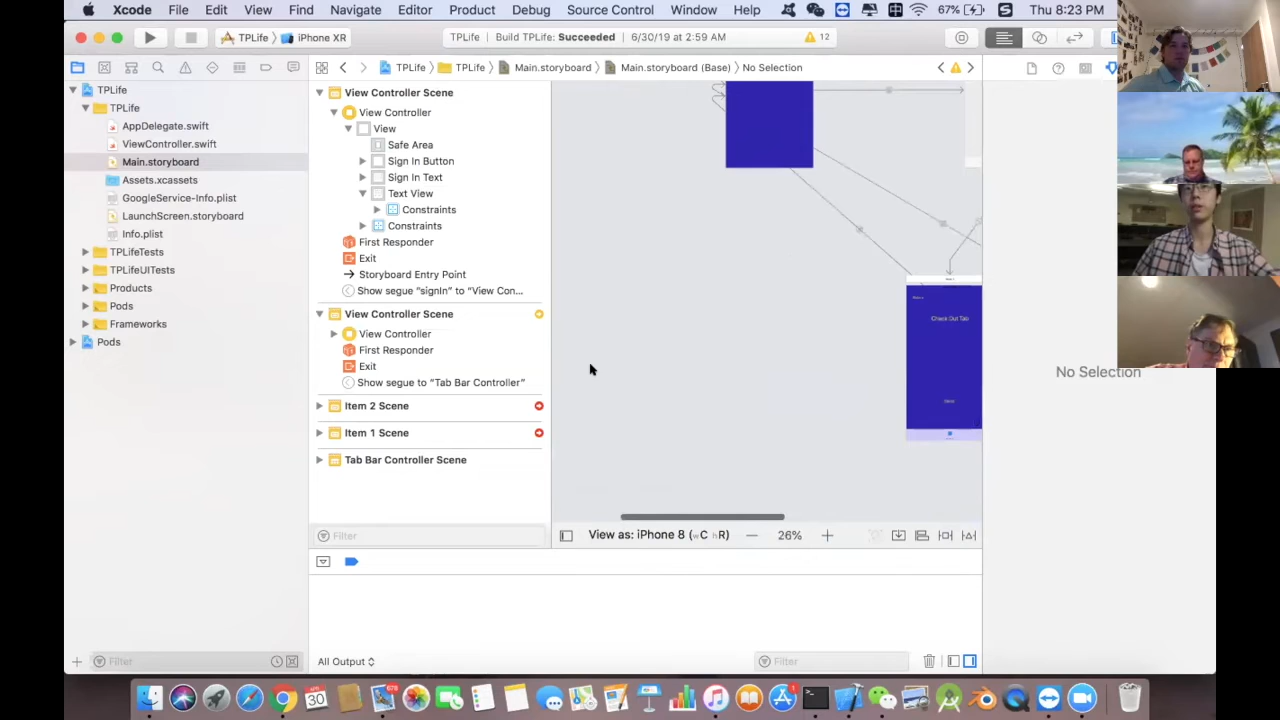 Xcode File Edit View Find Navigate Editor Product Debug Source Control Window Help 67% Thu 8:23 PM
TPLife iPhone XR TPLife Build TPLife: Succeeded 6/30/19 at 2:59 AM 12
TPLife TPLife Main.storyboard Main.storyboard (Base) No Selection
TPLife
TPLife
AppDelegate.swift
ViewController.swift
Main.storyboard
Assets.xcassets
GoogleService-Info.plist
LaunchScreen.storyboard
Info.plist
TPLifeTests
TPLifeUITests
Products
Pods
Frameworks
Pods
Filter
View Controller Scene
View Controller
View
Safe Area
Sign In Button
Sign In Text
Text View
Constraints
Constraints
First Responder
Exit
Storyboard Entry Point
Show segue “signIn” to “View Con...
View Controller Scene
View Controller
First Responder
Exit
Show segue to “Tab Bar Controller”
Item 2 Scene
Item 1 Scene
Tab Bar Controller Scene
Filter
Check Out Tab
View as: iPhone 8 (wC hR) 26%
All Output
Filter
No Selection
30